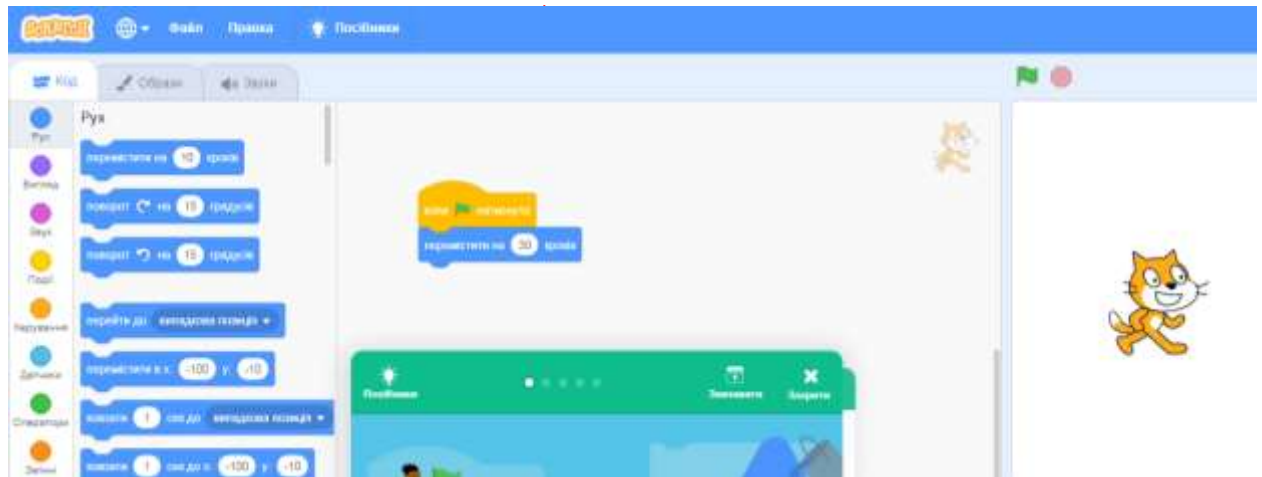 SCRATCH
Файл Правка Посібники
Код Образи Звуки
Рух
Рух
Вигляд
Звук
Події
Керування
Датчики
Оператори
Змінні
перемістити на 10 кроків
поворот на 15 градусів
поворот на 15 градусів
перейти до випадкова позиція
перемістити в x: -100 y: -10
ковзати 1 сек до випадкова позиція
ковзати 1 сек до x: -100 y: -10
коли натиснуто
перемістити на 30 кроків
Посібники Зменшити Закрити